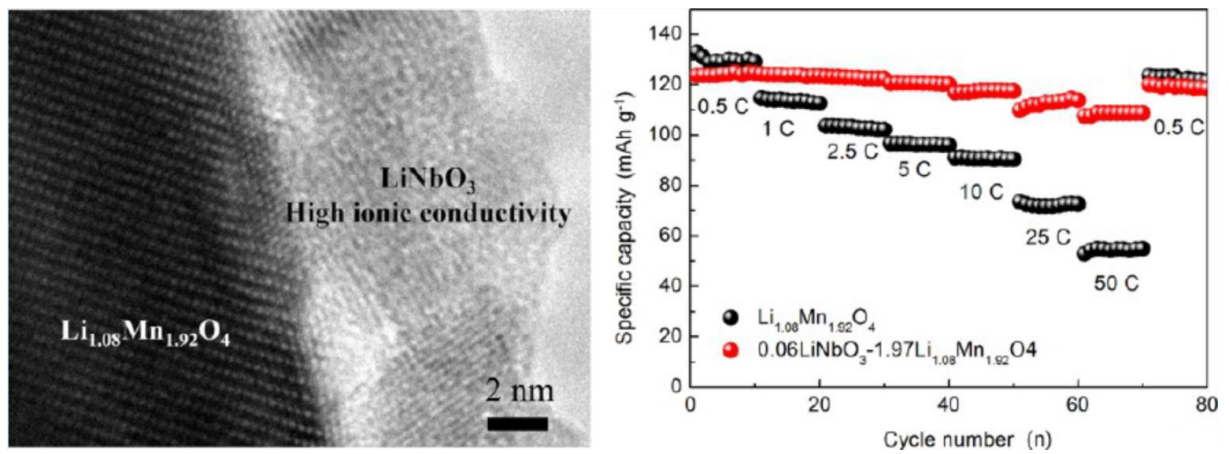 LiNbO₃
High ionic conductivity
Li₁.₀₈Mn₁.₉₂O₄
2 nm
Specific capacity (mAh g⁻¹)
140
120
100
80
60
40
20
0
0.5 C
1 C
2.5 C
5 C
10 C
25 C
50 C
0.5 C
Li₁.₀₈Mn₁.₉₂O₄
0.06LiNbO₃-1.97Li₁.₀₈Mn₁.₉₂O4
0
20
40
60
80
Cycle number (n)